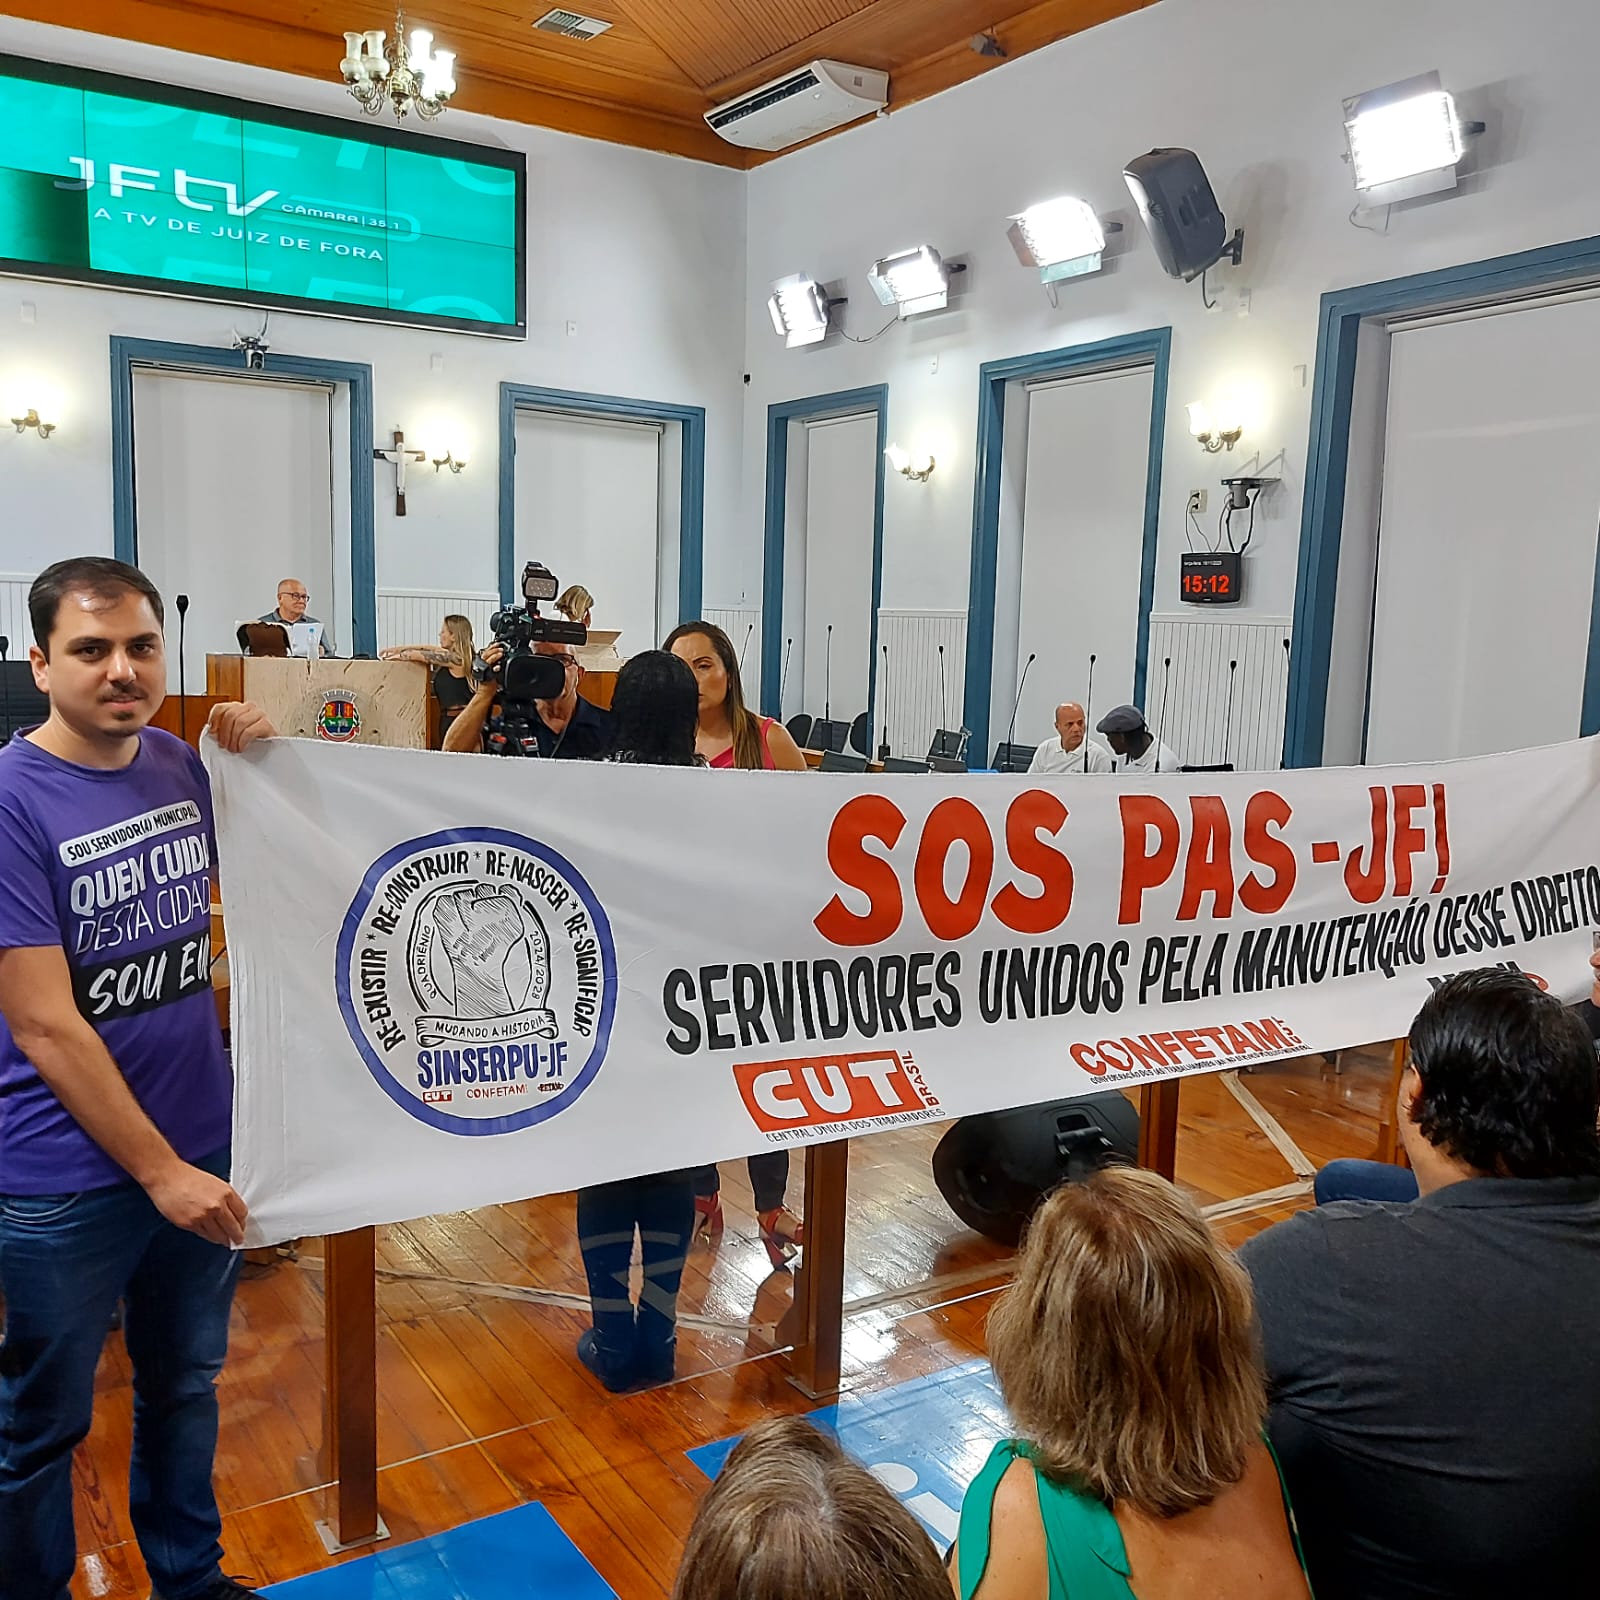 JFtv
CÂMARA | 35.1
A TV DE JUIZ DE FORA
15:12
SOU SERVIDOR(A) MUNICIPAL
QUEM CUIDA
DESTA CIDAD
SOU EU
RE-EXISTIR * RE-CONSTRUIR * RE-NASCER * RE-SIGNIFICAR
QUADRIÊNIO 2024/2028
MUDANDO A HISTÓRIA
SINSERPU-JF
CUT CONFETAM
SOS PAS-JF!
SERVIDORES UNIDOS PELA MANUTENÇÃO DESSE DIREITO
CUT BRASIL
CENTRAL ÚNICA DOS TRABALHADORES
CONFETAM CUT